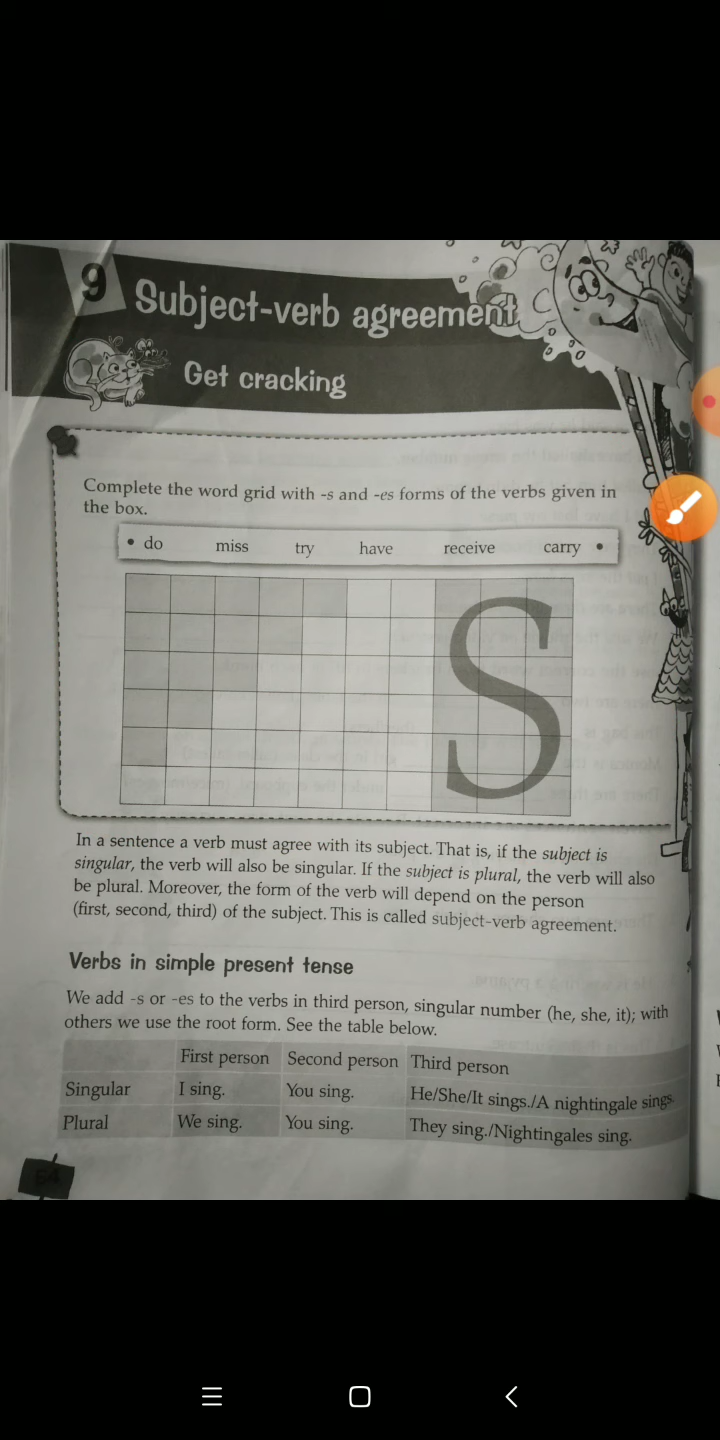 9
Subject-verb agreement
Get cracking
Complete the word grid with -s and -es forms of the verbs given in
the box.
• do miss try have receive carry •
S
In a sentence a verb must agree with its subject. That is, if the subject is
singular, the verb will also be singular. If the subject is plural, the verb will also
be plural. Moreover, the form of the verb will depend on the person
(first, second, third) of the subject. This is called subject-verb agreement.
Verbs in simple present tense
We add -s or -es to the verbs in third person, singular number (he, she, it); with
others we use the root form. See the table below.
First person Second person Third person
Singular I sing. You sing. He/She/It sings./A nightingale sings.
Plural We sing. You sing. They sing./Nightingales sing.
64